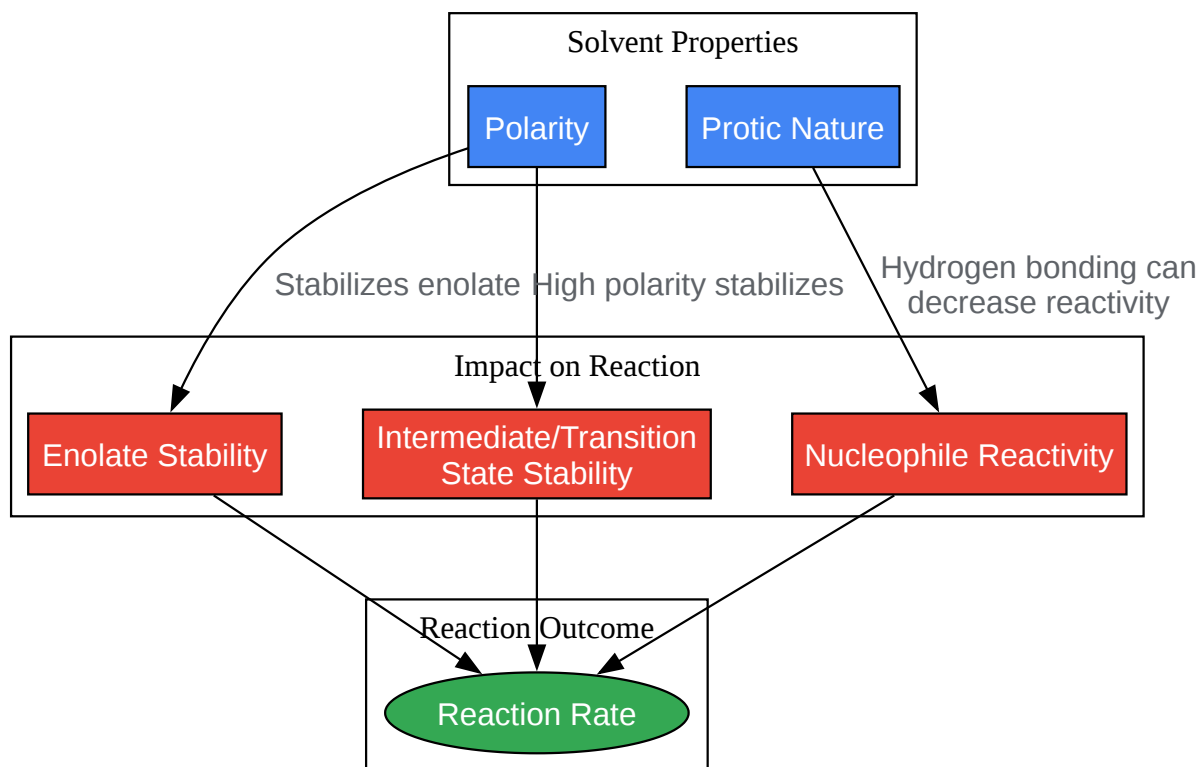 Solvent Properties
Polarity
Protic Nature
Stabilizes enolate
High polarity stabilizes
Hydrogen bonding can
decrease reactivity
Impact on Reaction
Enolate Stability
Intermediate/Transition
State Stability
Nucleophile Reactivity
Reaction Outcome
Reaction Rate